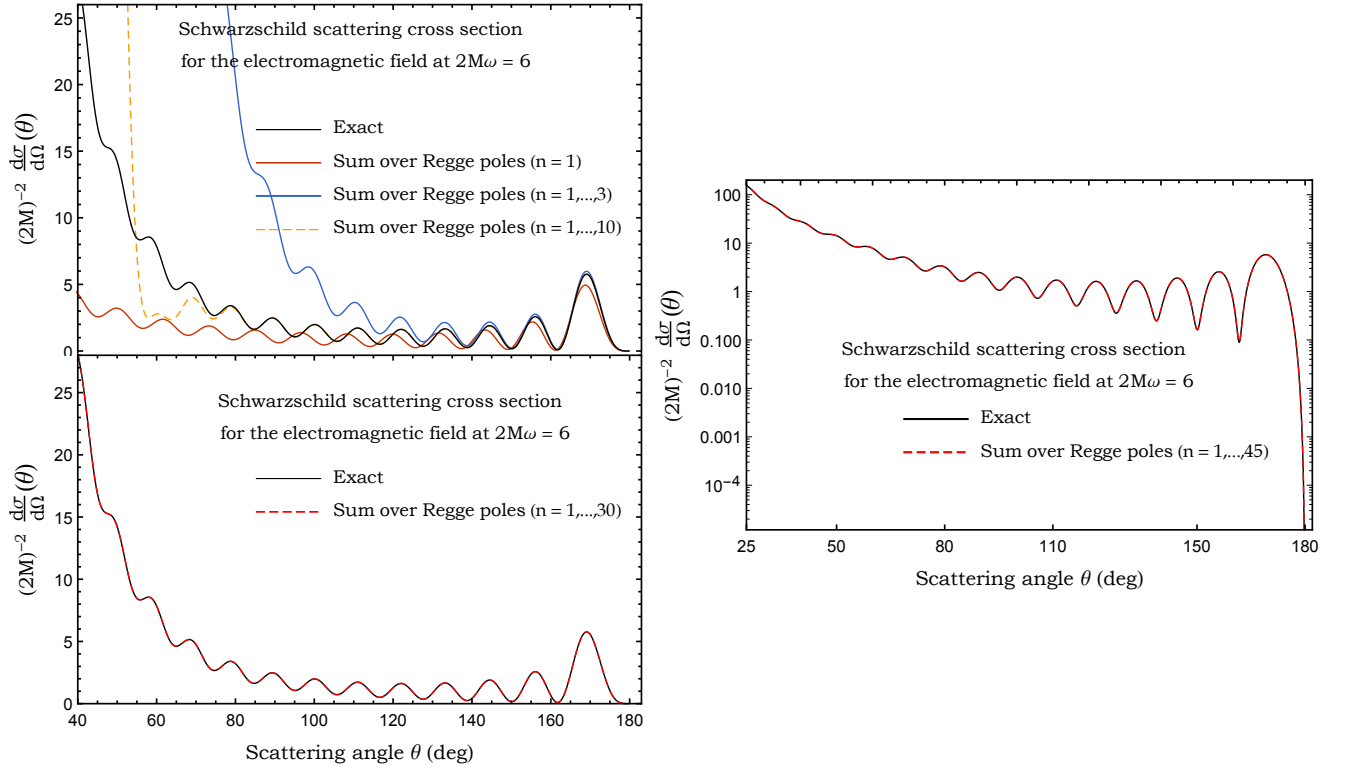 Schwarzschild scattering cross section
for the electromagnetic field at 2Mω = 6
Exact
Sum over Regge poles (n = 1)
Sum over Regge poles (n = 1,...,3)
Sum over Regge poles (n = 1,...,10)
25
20
15
10
5
0
(2M)⁻² dσ/dΩ(θ)
Schwarzschild scattering cross section
for the electromagnetic field at 2Mω = 6
Exact
Sum over Regge poles (n = 1,...,30)
25
20
15
10
5
0
(2M)⁻² dσ/dΩ(θ)
40 60 80 100 120 140 160 180
Scattering angle θ (deg)
100
10
1
0.100
0.010
0.001
10⁻⁴
(2M)⁻² dσ/dΩ(θ)
Schwarzschild scattering cross section
for the electromagnetic field at 2Mω = 6
Exact
Sum over Regge poles (n = 1,...,45)
25 50 80 110 150 180
Scattering angle θ (deg)